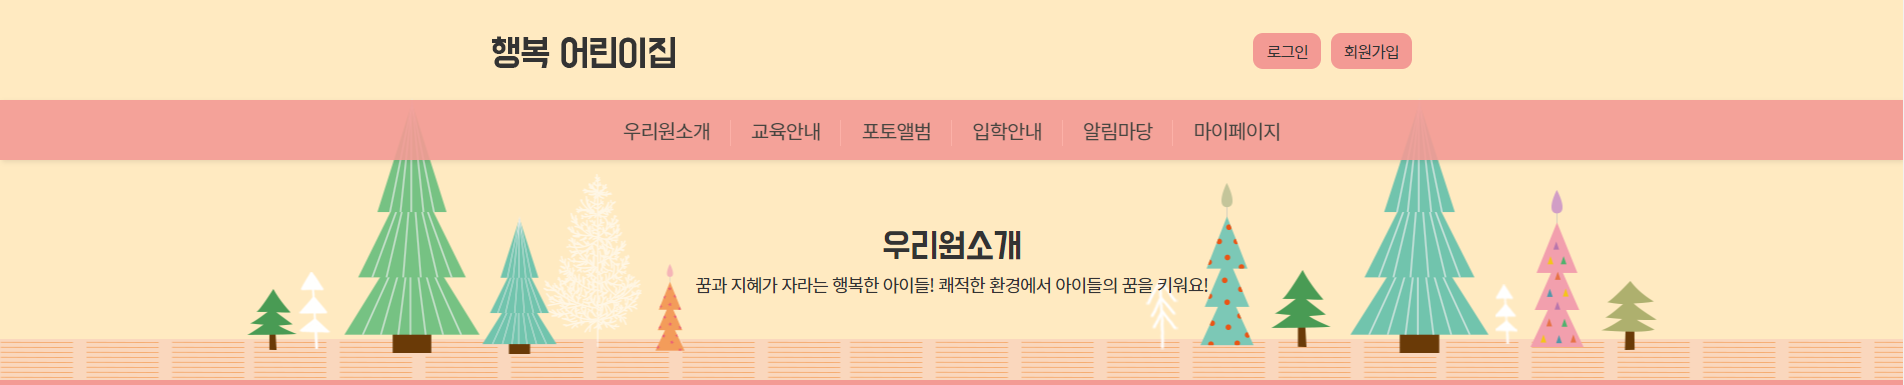 행복 어린이집
로그인 회원가입
우리원소개 교육안내 포토앨범 입학안내 알림마당 마이페이지
우리원소개
꿈과 지혜가 자라는 행복한 아이들! 쾌적한 환경에서 아이들의 꿈을 키워요!